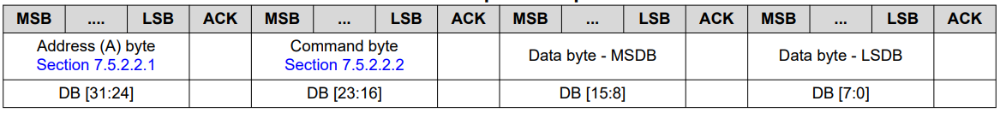 MSB .... LSB ACK MSB ... LSB ACK MSB ... LSB ACK MSB ... LSB ACK
Address (A) byte
Section 7.5.2.2.1
Command byte
Section 7.5.2.2.2
Data byte - MSDB
Data byte - LSDB
DB [31:24] DB [23:16] DB [15:8] DB [7:0]